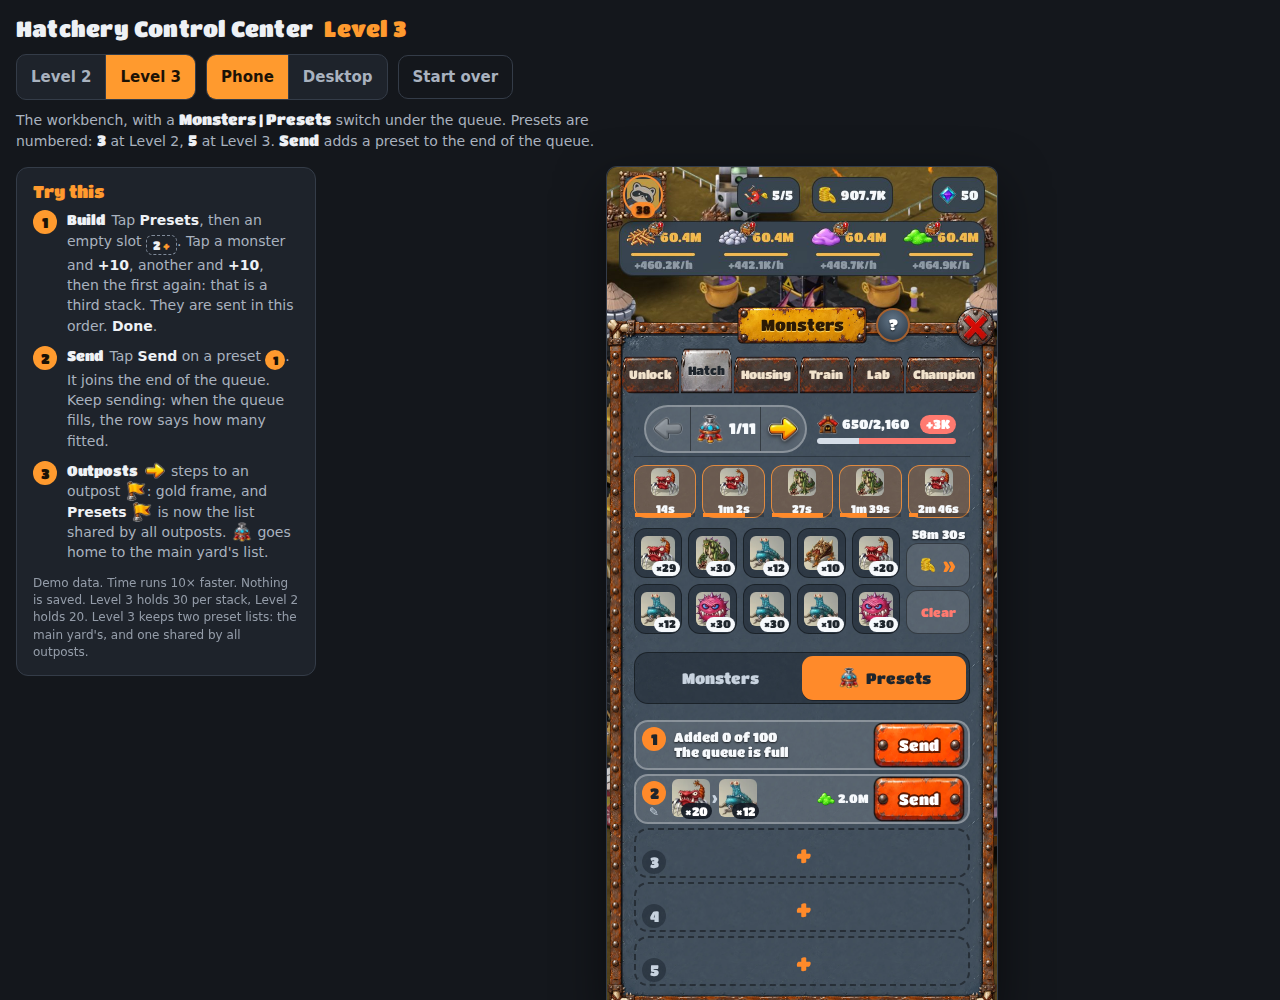 Hatchery Control Center Level 3
Level 2 Level 3 Phone Desktop Start over
The workbench, with a Monsters|Presets switch under the queue. Presets are
numbered: 3 at Level 2, 5 at Level 3. Send adds a preset to the end of the queue.
Try this
1 Build Tap Presets, then an
empty slot 2+. Tap a monster
and +10, another and +10,
then the first again: that is a
third stack. They are sent in this
order. Done.
2 Send Tap Send on a preset 1.
It joins the end of the queue.
Keep sending: when the queue
fills, the row says how many
fitted.
3 Outposts steps to an
outpost : gold frame, and
Presets is now the list
shared by all outposts. goes
home to the main yard's list.
Demo data. Time runs 10× faster. Nothing
is saved. Level 3 holds 30 per stack, Level 2
holds 20. Level 3 keeps two preset lists: the
main yard's, and one shared by all
outposts.
30 5/5 907.7K 50
60.4M 60.4M 60.4M 60.4M
+460.2K/h +442.1K/h +448.7K/h +464.9K/h
Monsters ?
Unlock Hatch Housing Train Lab Champion
1/11 650/2,160 +3K
14s 1m 2s 27s 1m 39s 2m 46s
58m 30s
×29 ×30 ×12 ×10 ×20 »
×12 ×30 ×30 ×10 ×30 Clear
Monsters Presets
1 Added 0 of 100
The queue is full
Send
2 ×20 › ×12 2.0M Send
3 +
4 +
5 +